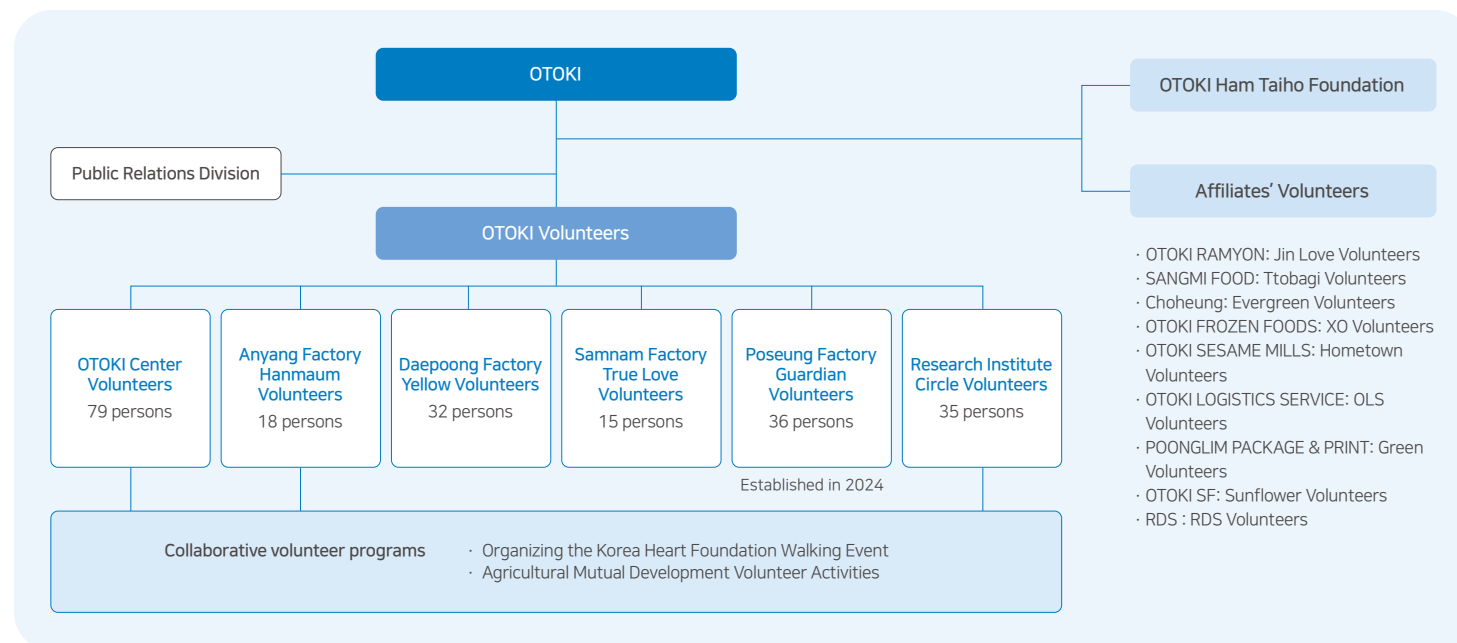 OTOKI
OTOKI Ham Taiho Foundation
Public Relations Division
Affiliates' Volunteers
OTOKI Volunteers
· OTOKI RAMYON: Jin Love Volunteers
· SANGMI FOOD: Ttobagi Volunteers
· Choheung: Evergreen Volunteers
· OTOKI FROZEN FOODS: XO Volunteers
· OTOKI SESAME MILLS: Hometown
Volunteers
· OTOKI LOGISTICS SERVICE: OLS
Volunteers
· POONGLIM PACKAGE & PRINT: Green
Volunteers
· OTOKI SF: Sunflower Volunteers
· RDS : RDS Volunteers
OTOKI Center
Volunteers
79 persons
Anyang Factory
Hanmaum
Volunteers
18 persons
Daepoong Factory
Yellow Volunteers
32 persons
Samnam Factory
True Love
Volunteers
15 persons
Poseung Factory
Guardian
Volunteers
36 persons
Research Institute
Circle Volunteers
35 persons
Established in 2024
Collaborative volunteer programs
· Organizing the Korea Heart Foundation Walking Event
· Agricultural Mutual Development Volunteer Activities